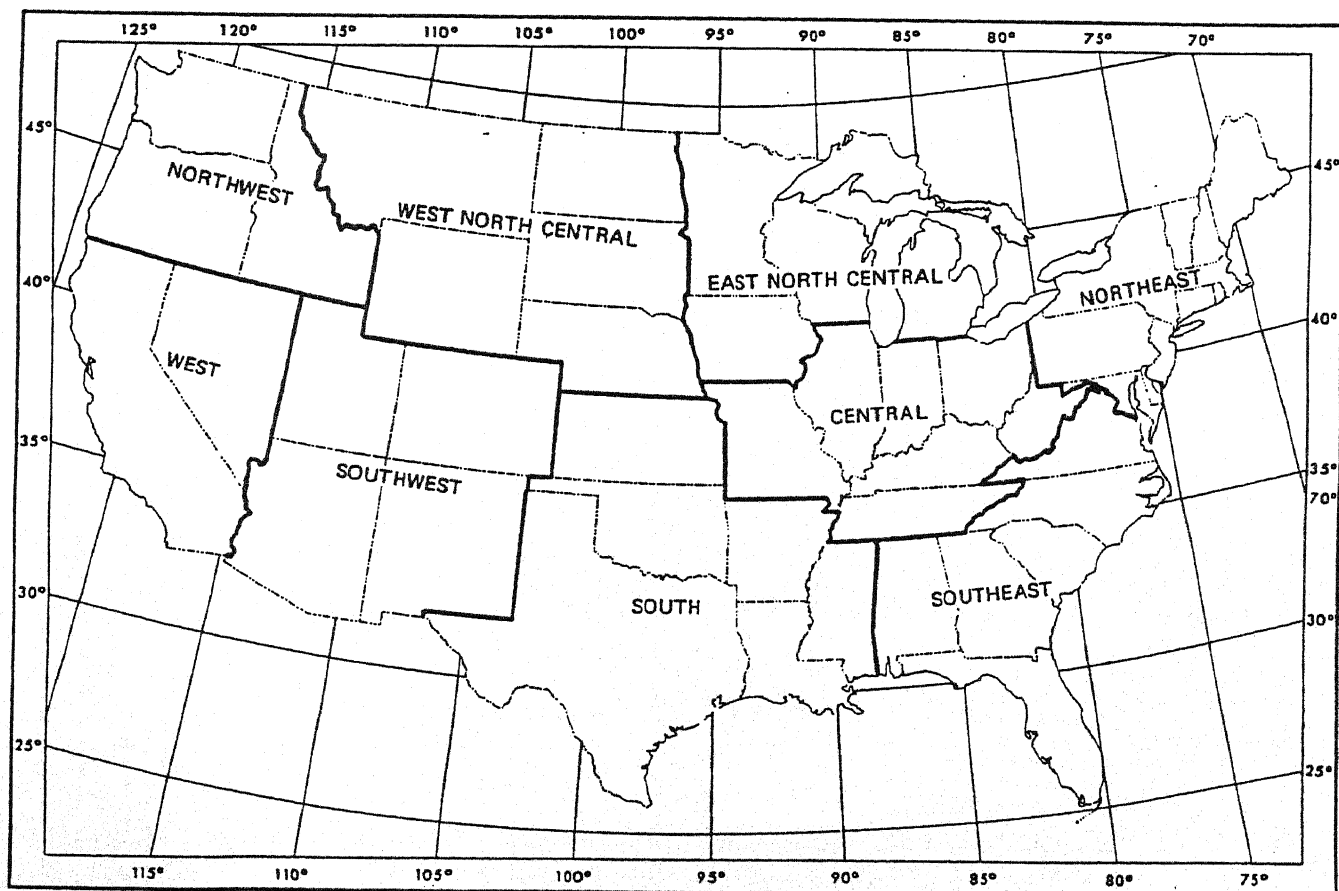 125° 120° 115° 110° 105° 100° 95° 90° 85° 80° 75° 70°
45° 45°
NORTHWEST
WEST NORTH CENTRAL
EAST NORTH CENTRAL
NORTHEAST
40° 40°
WEST
CENTRAL
35° 35°
70°
SOUTHWEST
SOUTH
SOUTHEAST
30° 30°
25° 25°
115° 110° 105° 100° 95° 90° 85° 80° 75°